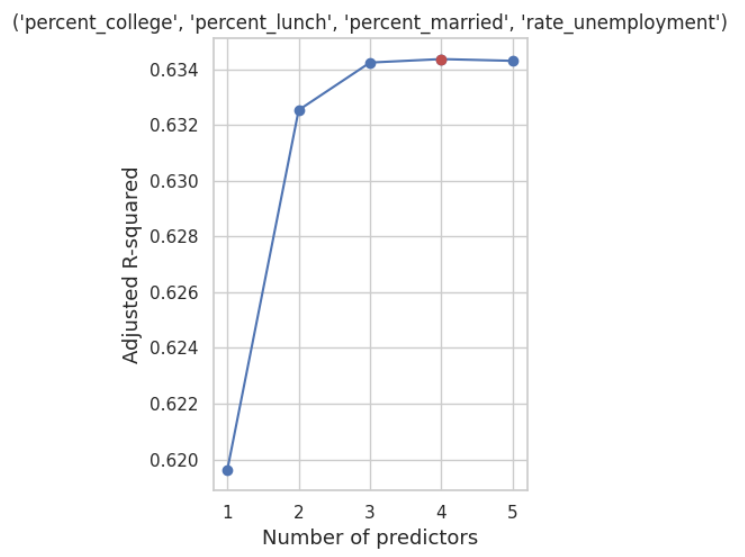 ('percent_college', 'percent_lunch', 'percent_married', 'rate_unemployment')
0.634
0.632
0.630
0.628
0.626
0.624
0.622
0.620
Adjusted R-squared
1 2 3 4 5
Number of predictors